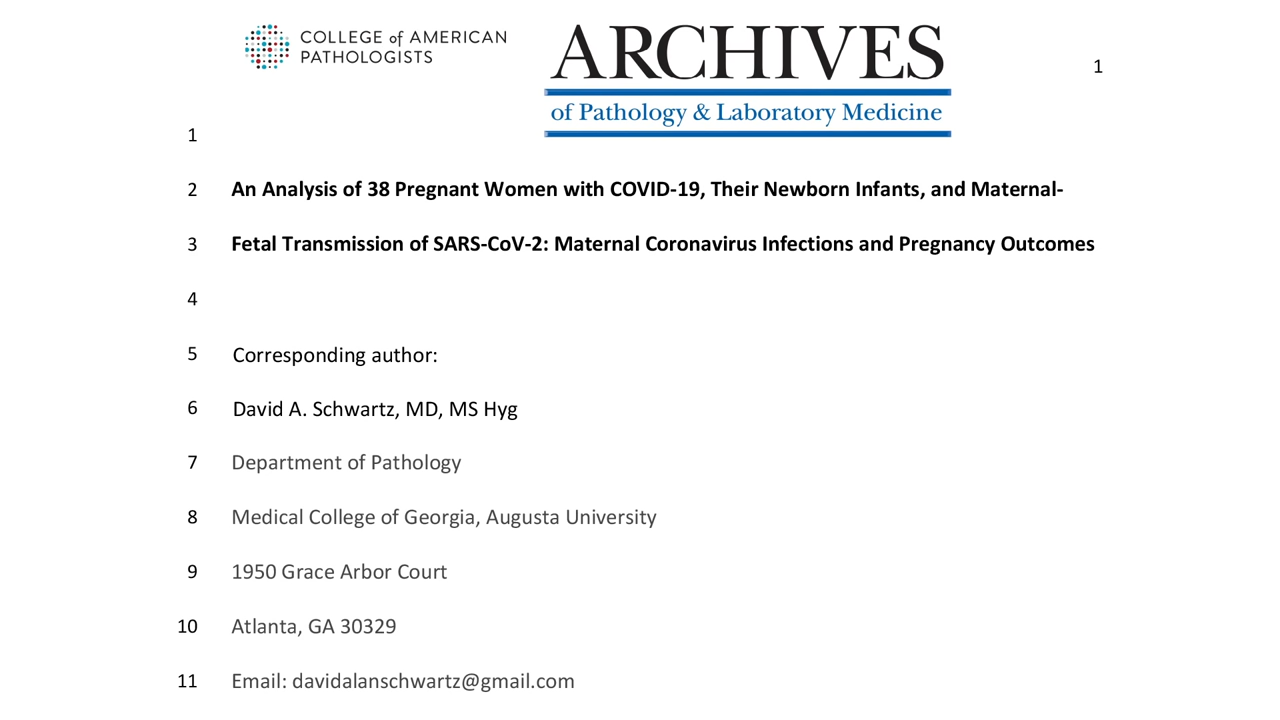 COLLEGE of AMERICAN
PATHOLOGISTS
ARCHIVES
of Pathology & Laboratory Medicine
1
1
2 An Analysis of 38 Pregnant Women with COVID-19, Their Newborn Infants, and Maternal-
3 Fetal Transmission of SARS-CoV-2: Maternal Coronavirus Infections and Pregnancy Outcomes
4
5 Corresponding author:
6 David A. Schwartz, MD, MS Hyg
7 Department of Pathology
8 Medical College of Georgia, Augusta University
9 1950 Grace Arbor Court
10 Atlanta, GA 30329
11 Email: davidalanschwartz@gmail.com